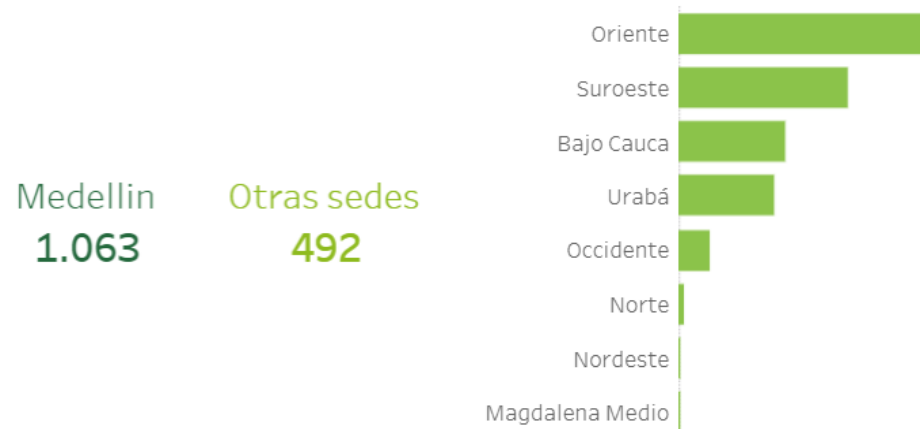 Medellin
1.063
Otras sedes
492
Oriente
Suroeste
Bajo Cauca
Urabá
Occidente
Norte
Nordeste
Magdalena Medio